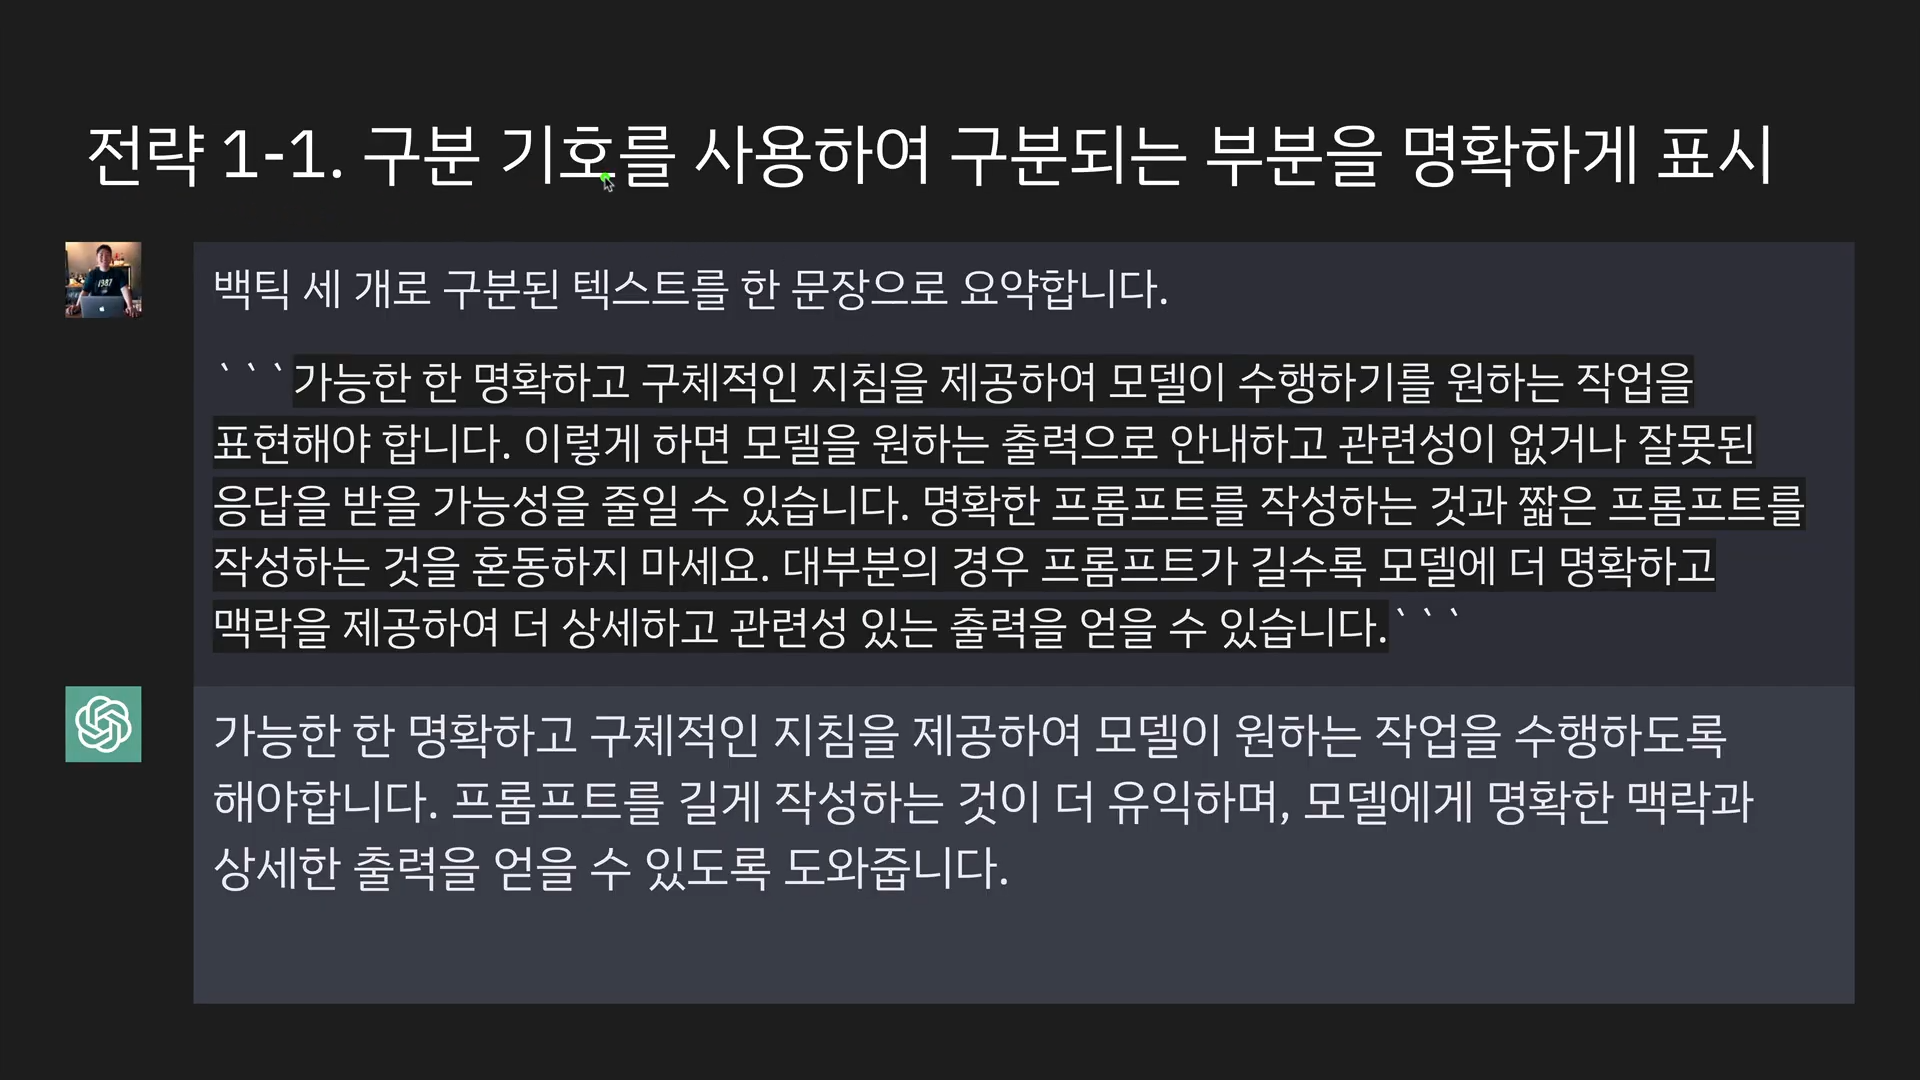 전략 1-1. 구분 기호를 사용하여 구분되는 부분을 명확하게 표시
백틱 세 개로 구분된 텍스트를 한 문장으로 요약합니다.
```가능한 한 명확하고 구체적인 지침을 제공하여 모델이 수행하기를 원하는 작업을
표현해야 합니다. 이렇게 하면 모델을 원하는 출력으로 안내하고 관련성이 없거나 잘못된
응답을 받을 가능성을 줄일 수 있습니다. 명확한 프롬프트를 작성하는 것과 짧은 프롬프트를
작성하는 것을 혼동하지 마세요. 대부분의 경우 프롬프트가 길수록 모델에 더 명확하고
맥락을 제공하여 더 상세하고 관련성 있는 출력을 얻을 수 있습니다.```
가능한 한 명확하고 구체적인 지침을 제공하여 모델이 원하는 작업을 수행하도록
해야합니다. 프롬프트를 길게 작성하는 것이 더 유익하며, 모델에게 명확한 맥락과
상세한 출력을 얻을 수 있도록 도와줍니다.